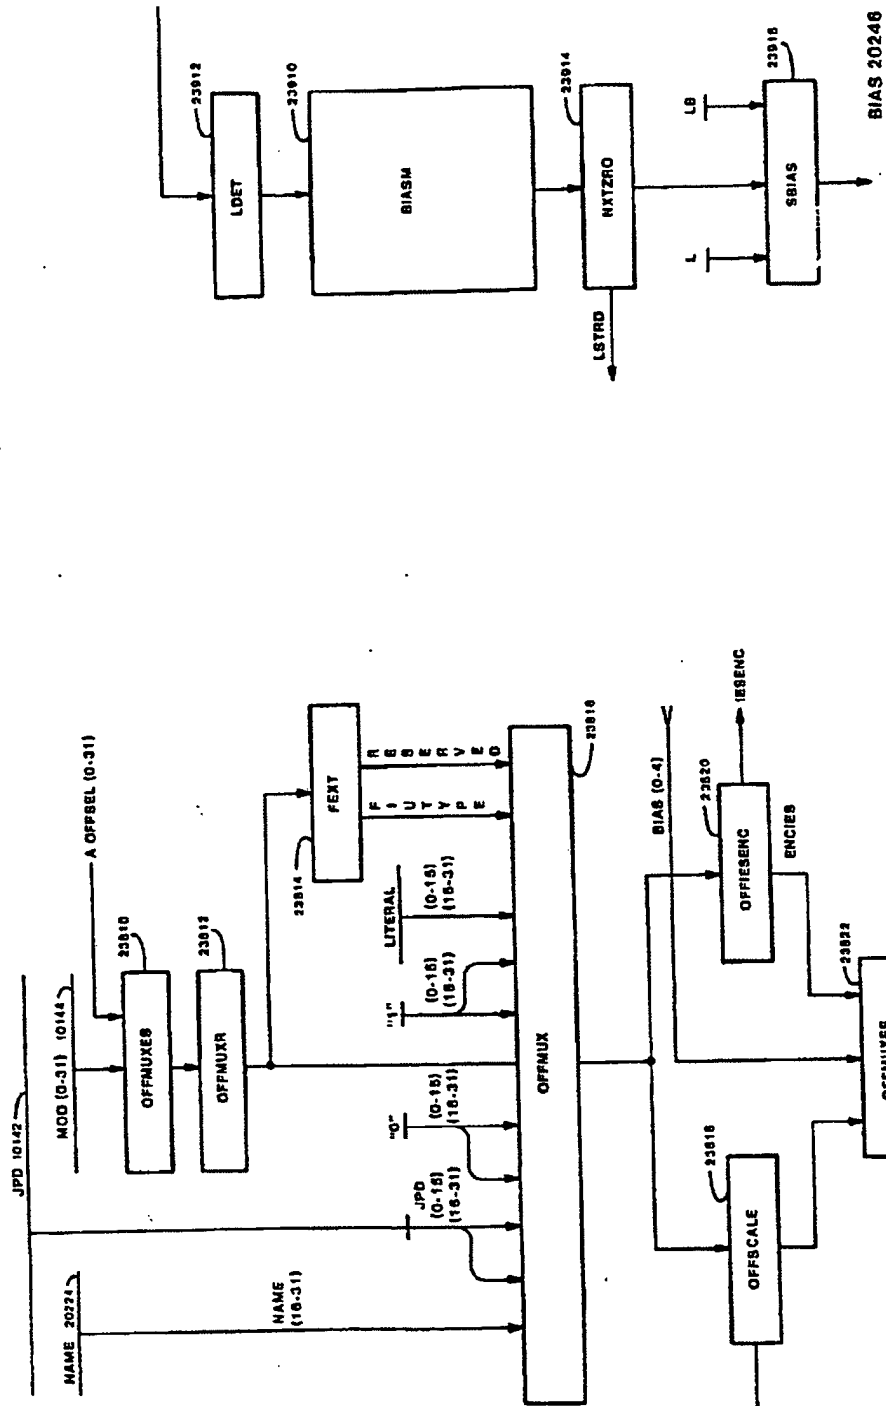 23912
LDET
23910
BIASM
23914
NXTZRO
LSTRD
L
LB
23916
SBIAS
BIAS 20246
JPD 10142
MOD (0-31) 10144
A OFFSEL (0-31)
NAME 20224
23810
OFFMUXES
23812
OFFMUXR
23814
FEXT
FIUTYPE
RESERVED
NAME
(16-31)
JPD
(0-15)
(16-31)
"0"
(0-15)
(16-31)
"1"
(0-15)
(16-31)
LITERAL
(0-15)
(16-31)
OFFMUX
23816
BIAS (0-4)
23818
OFFSCALE
23820
OFFIESENC
IESENC
ENCIES
23822